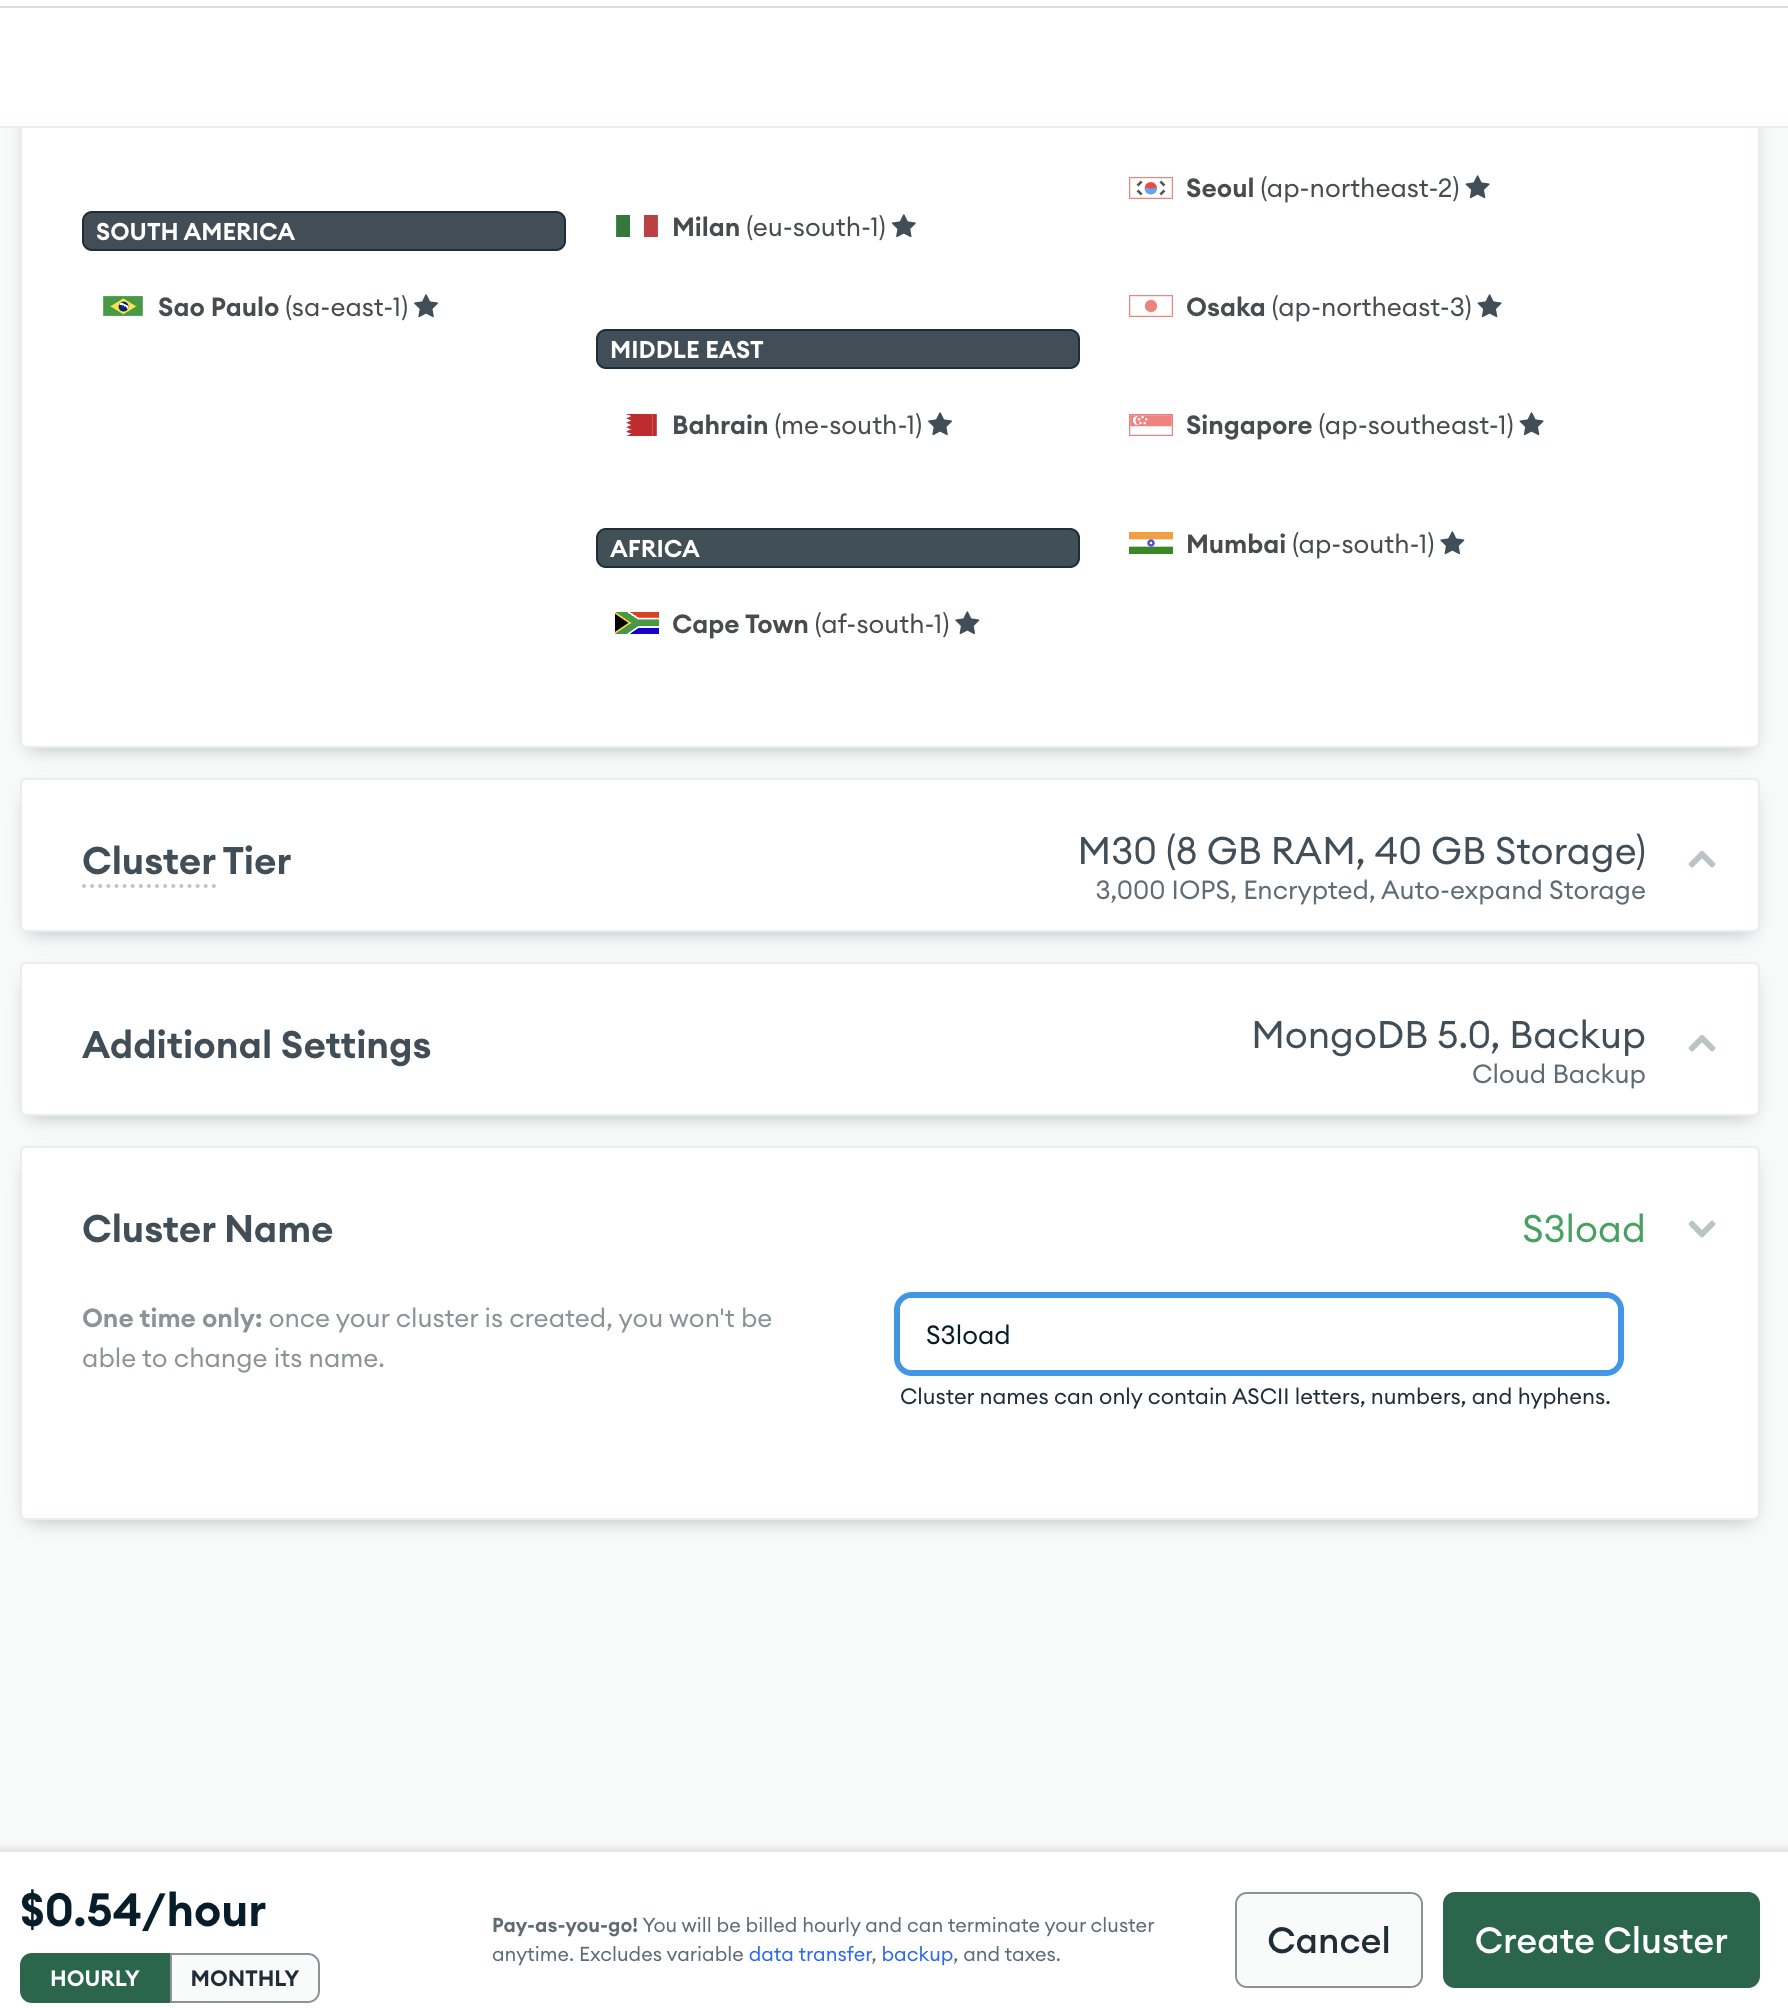 SOUTH AMERICA
Sao Paulo (sa-east-1)
Milan (eu-south-1)
MIDDLE EAST
Bahrain (me-south-1)
AFRICA
Cape Town (af-south-1)
Seoul (ap-northeast-2)
Osaka (ap-northeast-3)
Singapore (ap-southeast-1)
Mumbai (ap-south-1)
Cluster Tier
M30 (8 GB RAM, 40 GB Storage)
3,000 IOPS, Encrypted, Auto-expand Storage
Additional Settings
MongoDB 5.0, Backup
Cloud Backup
Cluster Name
S3load
One time only: once your cluster is created, you won't be
able to change its name.
S3load
Cluster names can only contain ASCII letters, numbers, and hyphens.
$0.54/hour
HOURLY MONTHLY
Pay-as-you-go! You will be billed hourly and can terminate your cluster
anytime. Excludes variable data transfer, backup, and taxes.
Cancel
Create Cluster